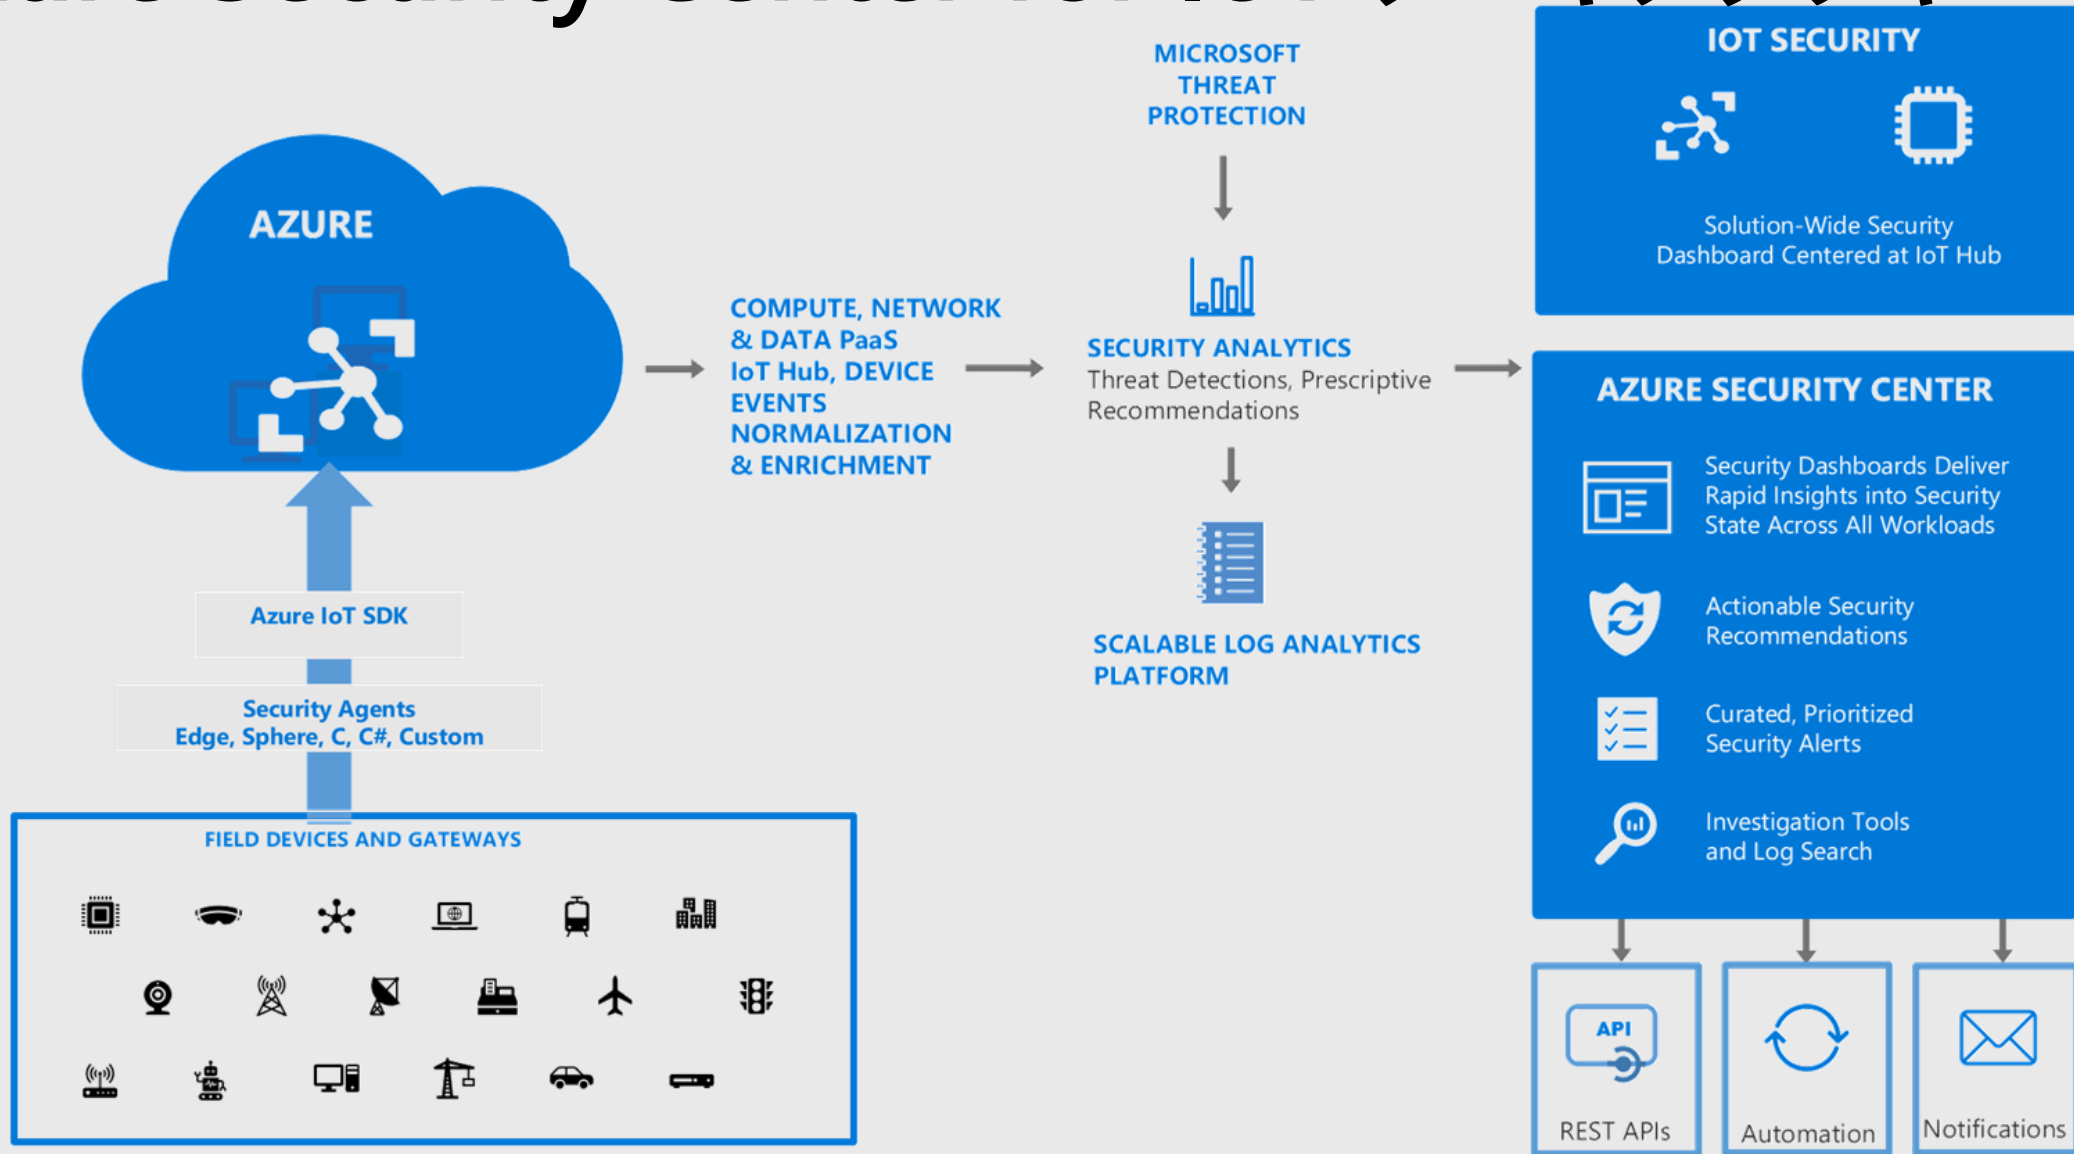 Security Center for IoT
MICROSOFT
THREAT
PROTECTION
IOT SECURITY
Solution-Wide Security
Dashboard Centered at IoT Hub
AZURE
COMPUTE, NETWORK
& DATA PaaS
IoT Hub, DEVICE
EVENTS
NORMALIZATION
& ENRICHMENT
SECURITY ANALYTICS
Threat Detections, Prescriptive
Recommendations
SCALABLE LOG ANALYTICS
PLATFORM
AZURE SECURITY CENTER
Security Dashboards Deliver
Rapid Insights into Security
State Across All Workloads
Actionable Security
Recommendations
Curated, Prioritized
Security Alerts
Investigation Tools
and Log Search
Azure IoT SDK
Security Agents
Edge, Sphere, C, C#, Custom
FIELD DEVICES AND GATEWAYS
API
REST APIs
Automation
Notifications